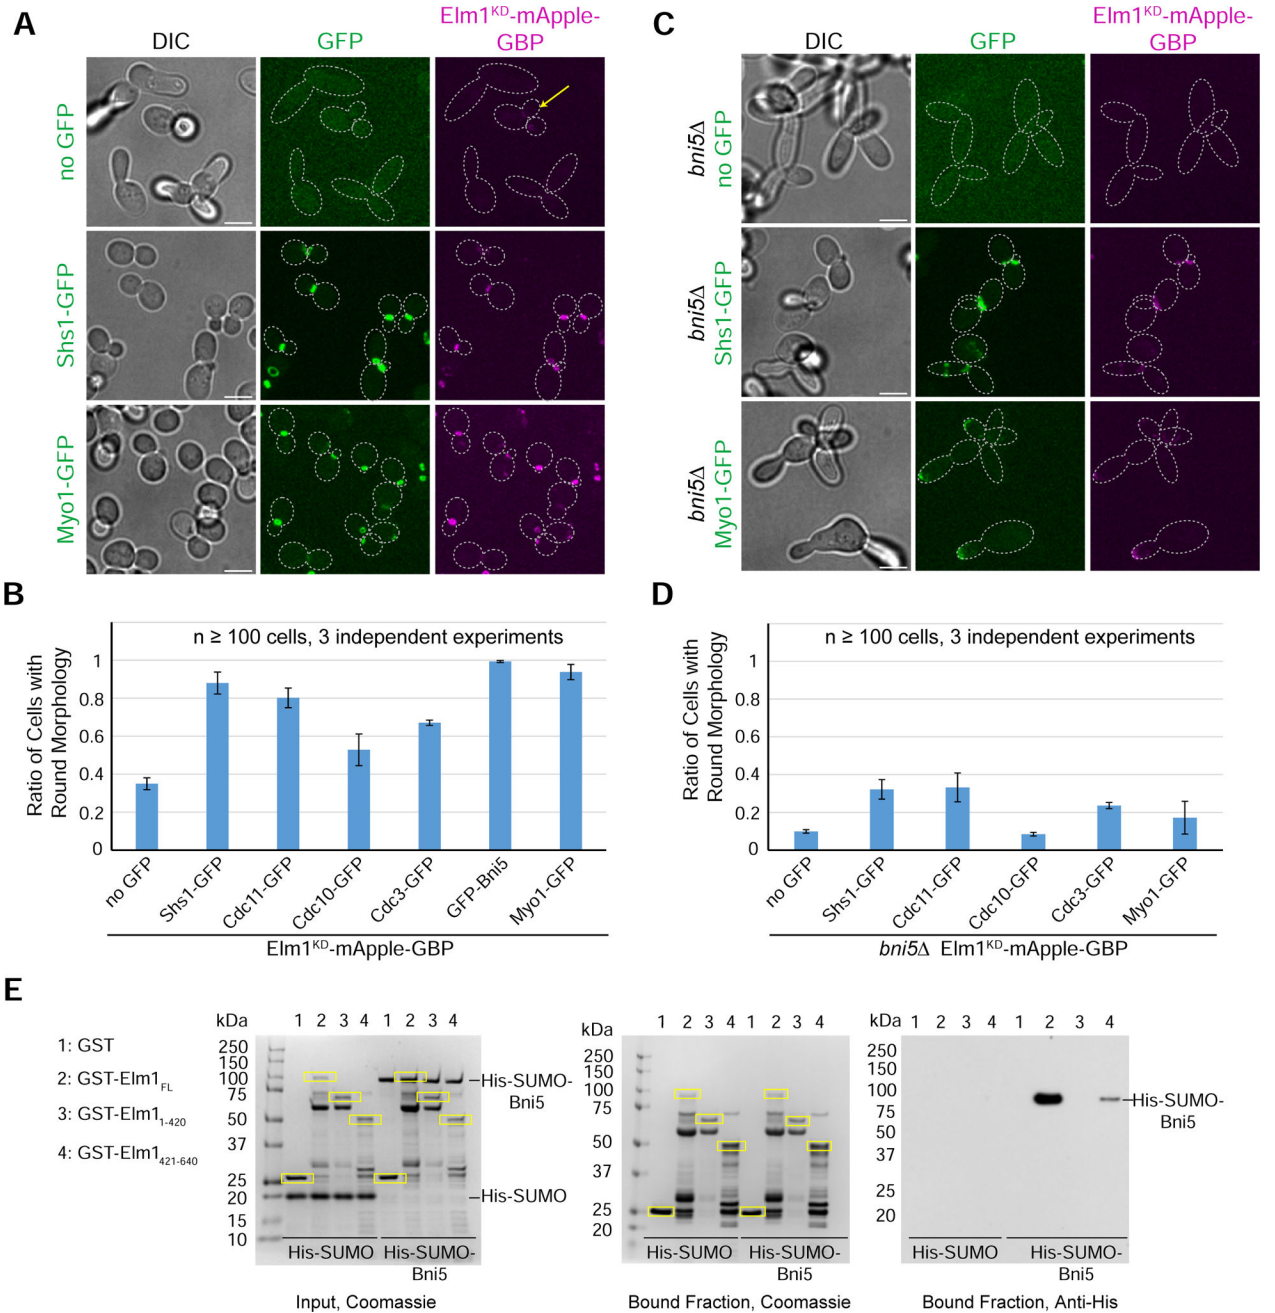 A
DIC
GFP
Elm1KD-mApple-
GBP
no GFP
Shs1-GFP
Myo1-GFP
C
DIC
GFP
Elm1KD-mApple-
GBP
bni5Δ
no GFP
bni5Δ
Shs1-GFP
bni5Δ
Myo1-GFP
B
n ≥ 100 cells, 3 independent experiments
Ratio of Cells with
Round Morphology
1
0.8
0.6
0.4
0.2
0
no GFP
Shs1-GFP
Cdc11-GFP
Cdc10-GFP
Cdc3-GFP
GFP-Bni5
Myo1-GFP
Elm1KD-mApple-GBP
D
n ≥ 100 cells, 3 independent experiments
Ratio of Cells with
Round Morphology
1
0.8
0.6
0.4
0.2
0
no GFP
Shs1-GFP
Cdc11-GFP
Cdc10-GFP
Cdc3-GFP
Myo1-GFP
bni5Δ Elm1KD-mApple-GBP
E
1: GST
2: GST-Elm1FL
3: GST-Elm11-420
4: GST-Elm1421-640
kDa 1 2 3 4 1 2 3 4
250
150
100
75
50
37
25
20
15
10
His-SUMO-
Bni5
His-SUMO
His-SUMO His-SUMO-
Bni5
Input, Coomassie
kDa 1 2 3 4 1 2 3 4
250
150
100
75
50
37
25
20
His-SUMO His-SUMO-
Bni5
Bound Fraction, Coomassie
kDa 1 2 3 4 1 2 3 4
250
150
100
75
50
37
25
20
His-SUMO-
Bni5
His-SUMO His-SUMO-
Bni5
Bound Fraction, Anti-His